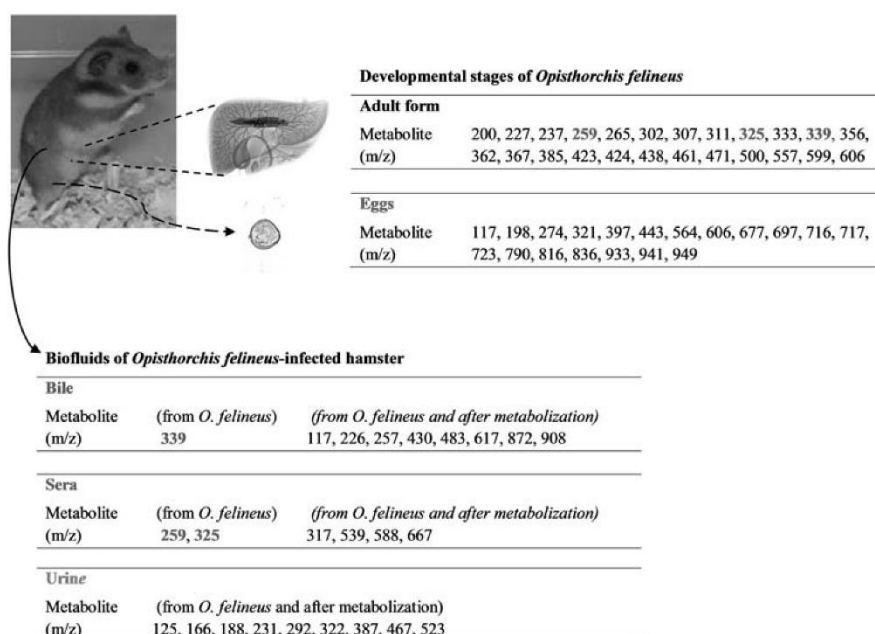 Developmental stages of Opisthorchis felineus
Adult form
Metabolite 200, 227, 237, 259, 265, 302, 307, 311, 325, 333, 339, 356,
(m/z) 362, 367, 385, 423, 424, 438, 461, 471, 500, 557, 599, 606
Eggs
Metabolite 117, 198, 274, 321, 397, 443, 564, 606, 677, 697, 716, 717,
(m/z) 723, 790, 816, 836, 933, 941, 949
Biofluids of Opisthorchis felineus-infected hamster
Bile
Metabolite (from O. felineus) (from O. felineus and after metabolization)
(m/z) 339 117, 226, 257, 430, 483, 617, 872, 908
Sera
Metabolite (from O. felineus) (from O. felineus and after metabolization)
(m/z) 259, 325 317, 539, 588, 667
Urine
Metabolite (from O. felineus and after metabolization)
(m/z) 125, 166, 188, 231, 292, 322, 387, 467, 523